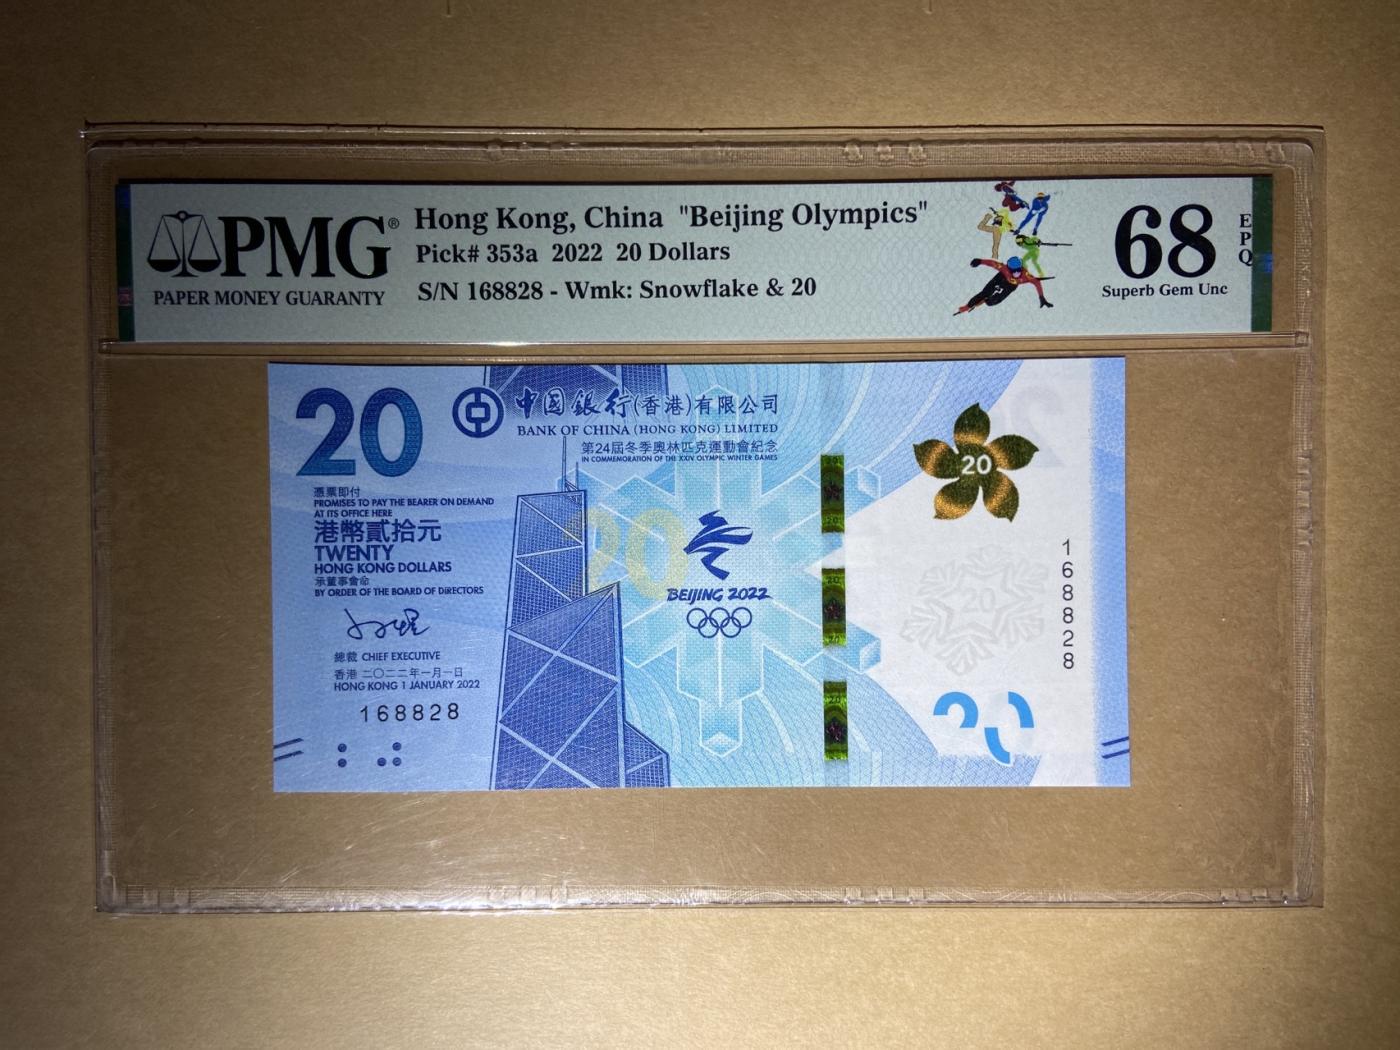 PMG®
PAPER MONEY GUARANTY
Hong Kong, China "Beijing Olympics"
Pick# 353a 2022 20 Dollars
S/N 168828 - Wmk: Snowflake & 20
68
EPQ
Superb Gem Unc
20
中国銀行(香港)有限公司
BANK OF CHINA (HONG KONG) LIMITED
第24屆冬季奧林匹克運動會紀念
IN COMMEMORATION OF THE XXIV OLYMPIC WINTER GAMES
憑票即付
PROMISES TO PAY THE BEARER ON DEMAND
AT ITS OFFICE HERE
港幣貳拾元
TWENTY
HONG KONG DOLLARS
承董事會命
BY ORDER OF THE BOARD OF DIRECTORS
總裁 CHIEF EXECUTIVE
香港 二〇二二年一月一日
HONG KONG 1 JANUARY 2022
168828
20
BEIJING 2022
20
20
20
20
20
20
20
168828
20